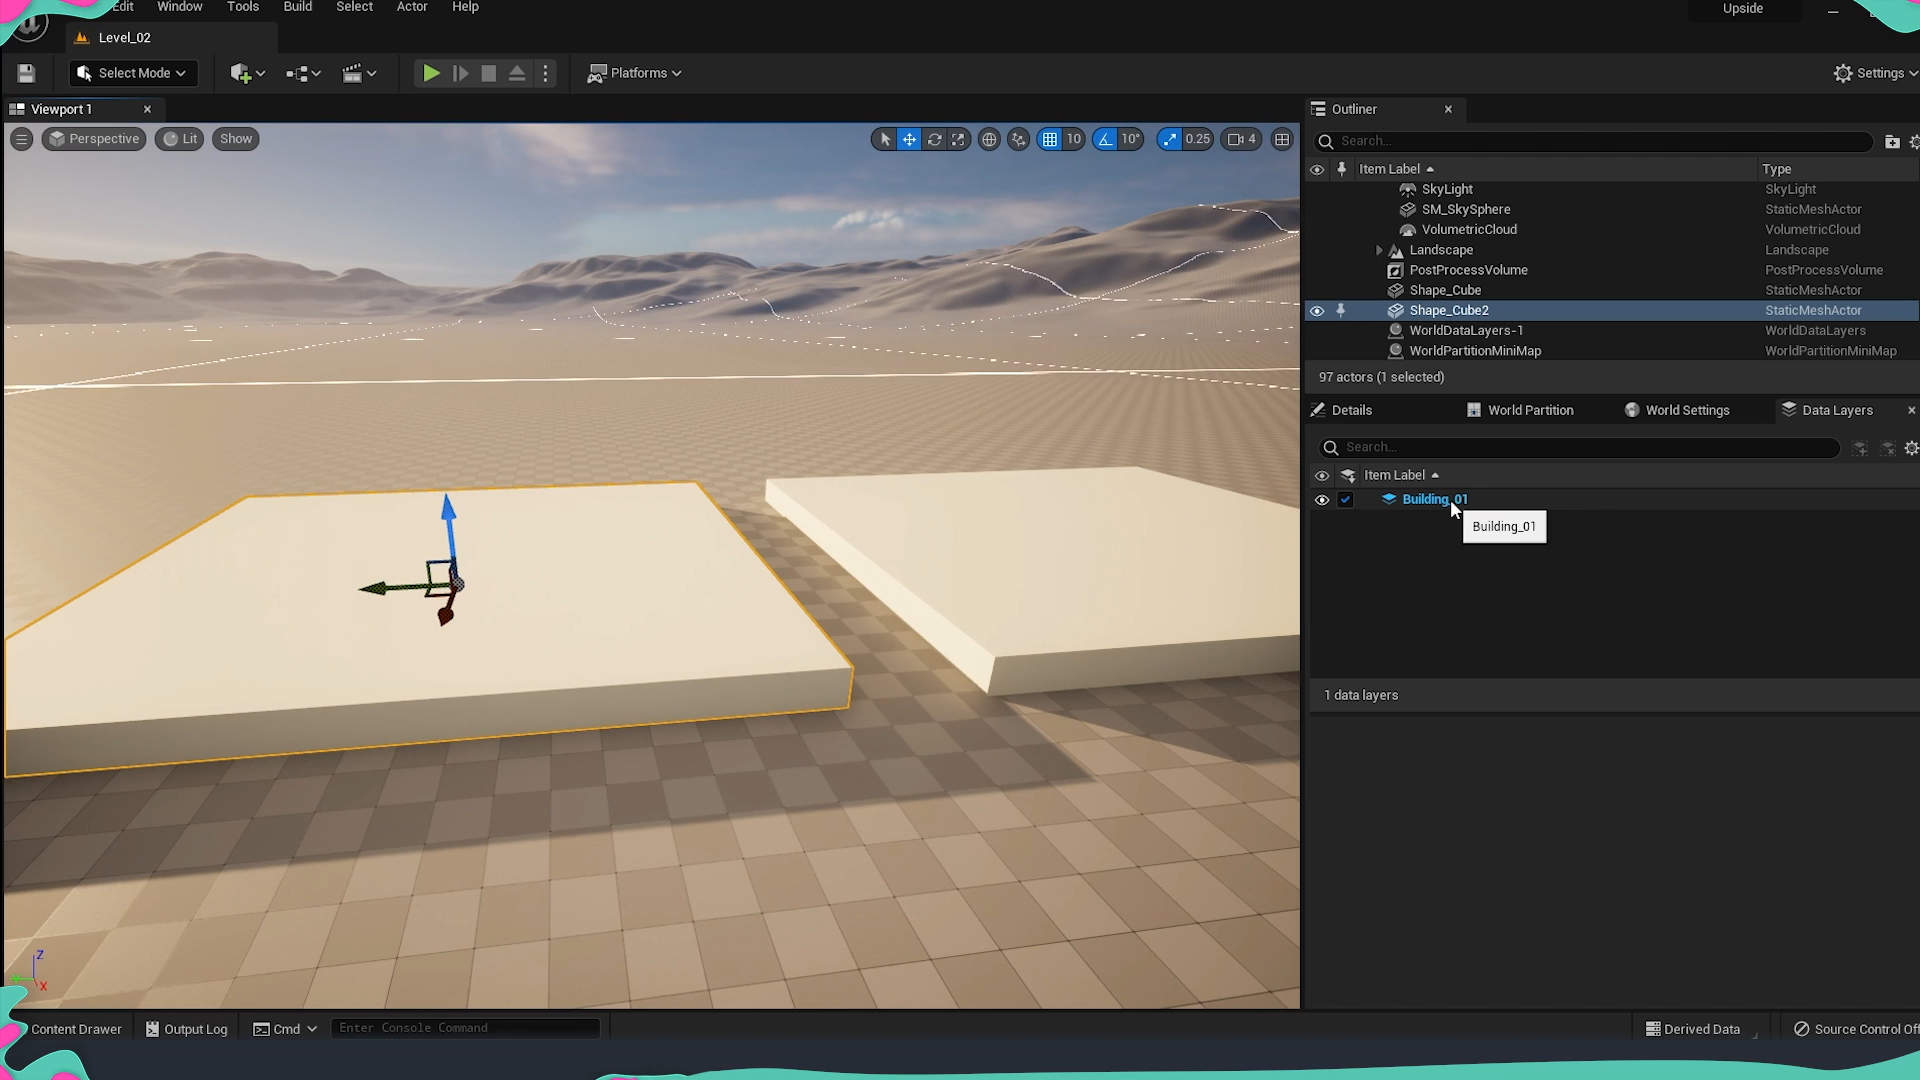 Edit Window Tools Build Select Actor Help Upside
Level_02
Select Mode Platforms Settings
Viewport 1 Outliner
Perspective Lit Show 10 10° 0.25 4 Search...
Item Label Type
SkyLight SkyLight
SM_SkySphere StaticMeshActor
VolumetricCloud VolumetricCloud
Landscape Landscape
PostProcessVolume PostProcessVolume
Shape_Cube StaticMeshActor
Shape_Cube2 StaticMeshActor
WorldDataLayers-1 WorldDataLayers
WorldPartitionMiniMap WorldPartitionMiniMap
97 actors (1 selected)
Details World Partition World Settings Data Layers
Search...
Item Label
Building_01
Building_01
1 data layers
Z
X
Content Drawer Output Log Cmd Enter Console Command Derived Data Source Control Off